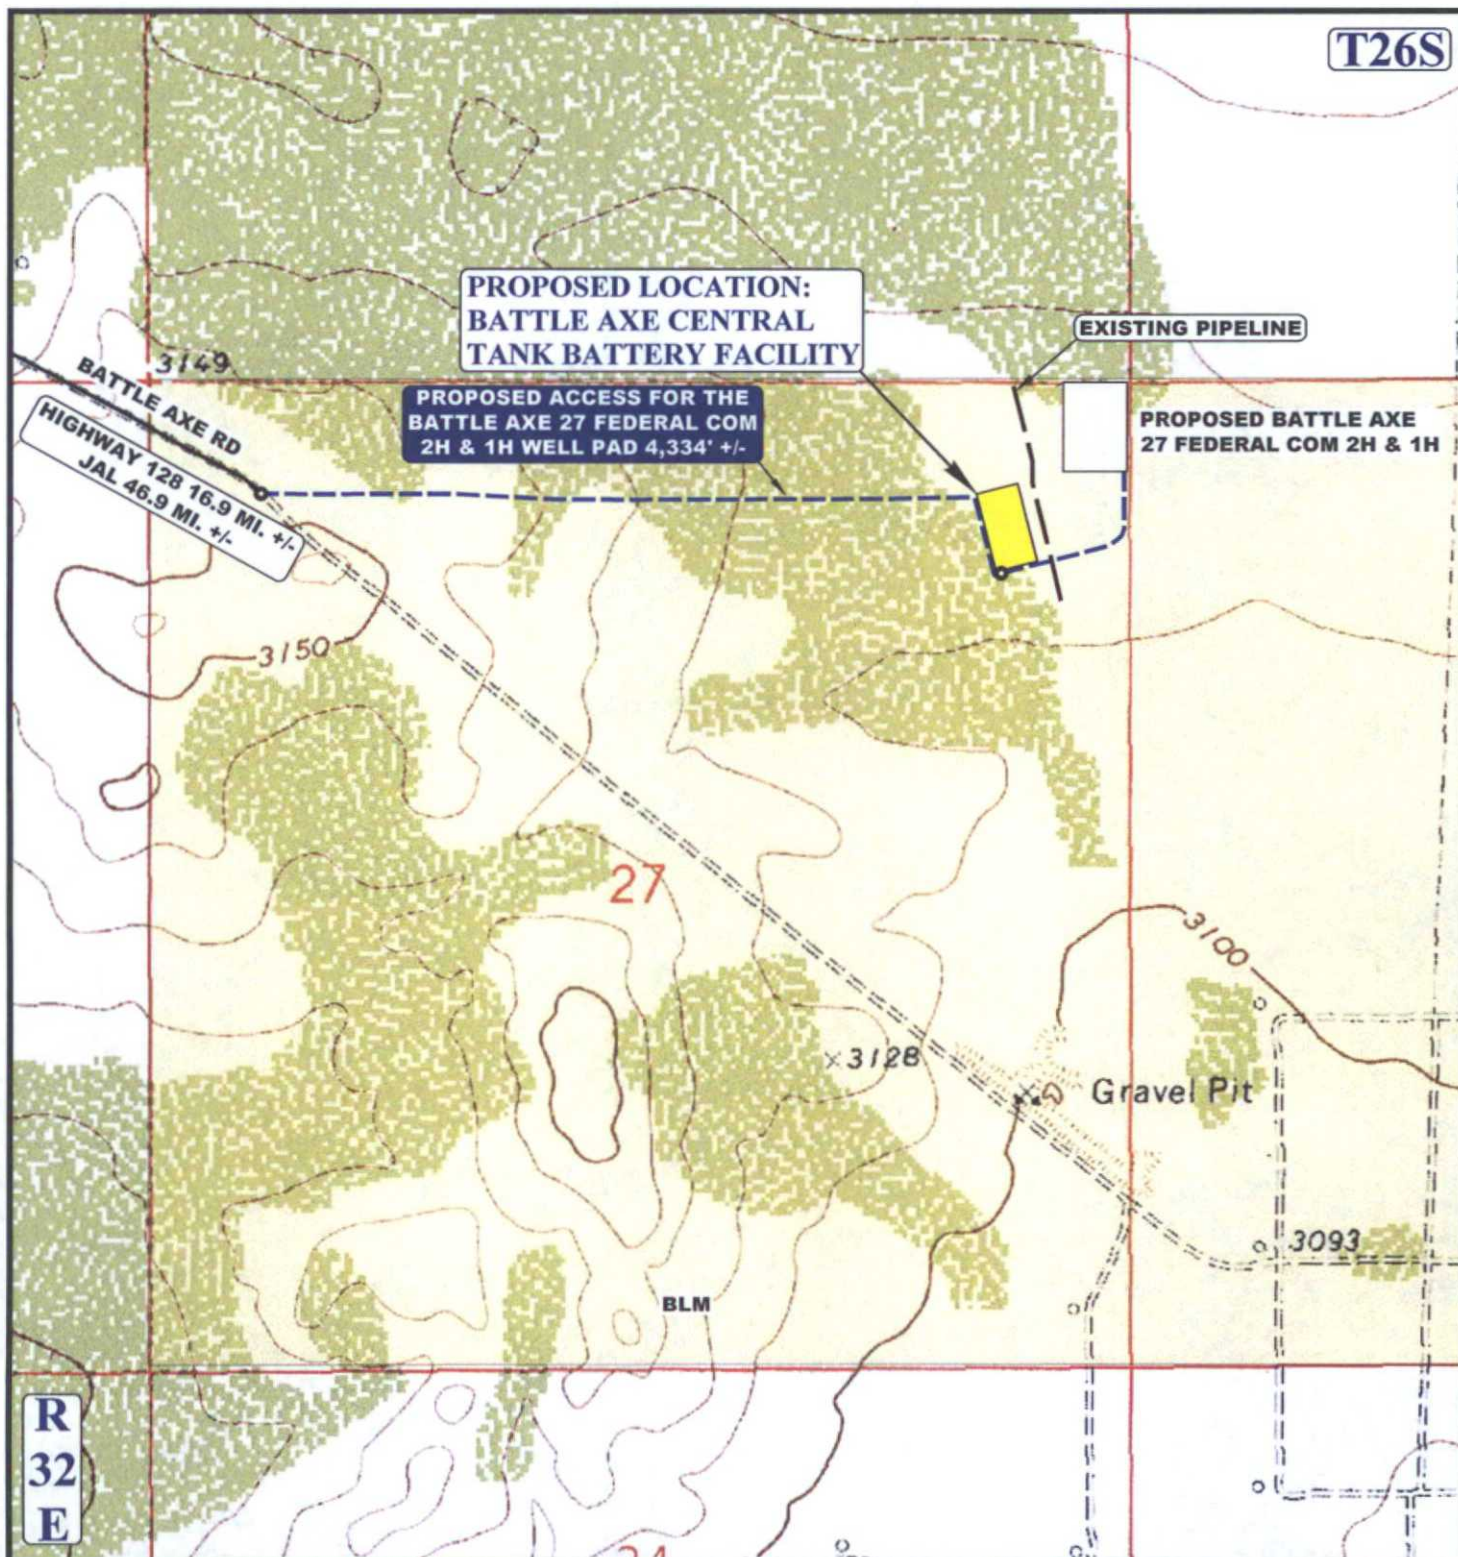 T26S
PROPOSED LOCATION:
BATTLE AXE CENTRAL
TANK BATTERY FACILITY
EXISTING PIPELINE
BATTLE AXE RD
3149
HIGHWAY 128 16.9 MI. +/-
JAL 46.9 MI. +/-
PROPOSED ACCESS FOR THE
BATTLE AXE 27 FEDERAL COM
2H & 1H WELL PAD 4,334' +/-
PROPOSED BATTLE AXE
27 FEDERAL COM 2H & 1H
3150
27
3100
3128
Gravel Pit
3093
BLM
R
32
E